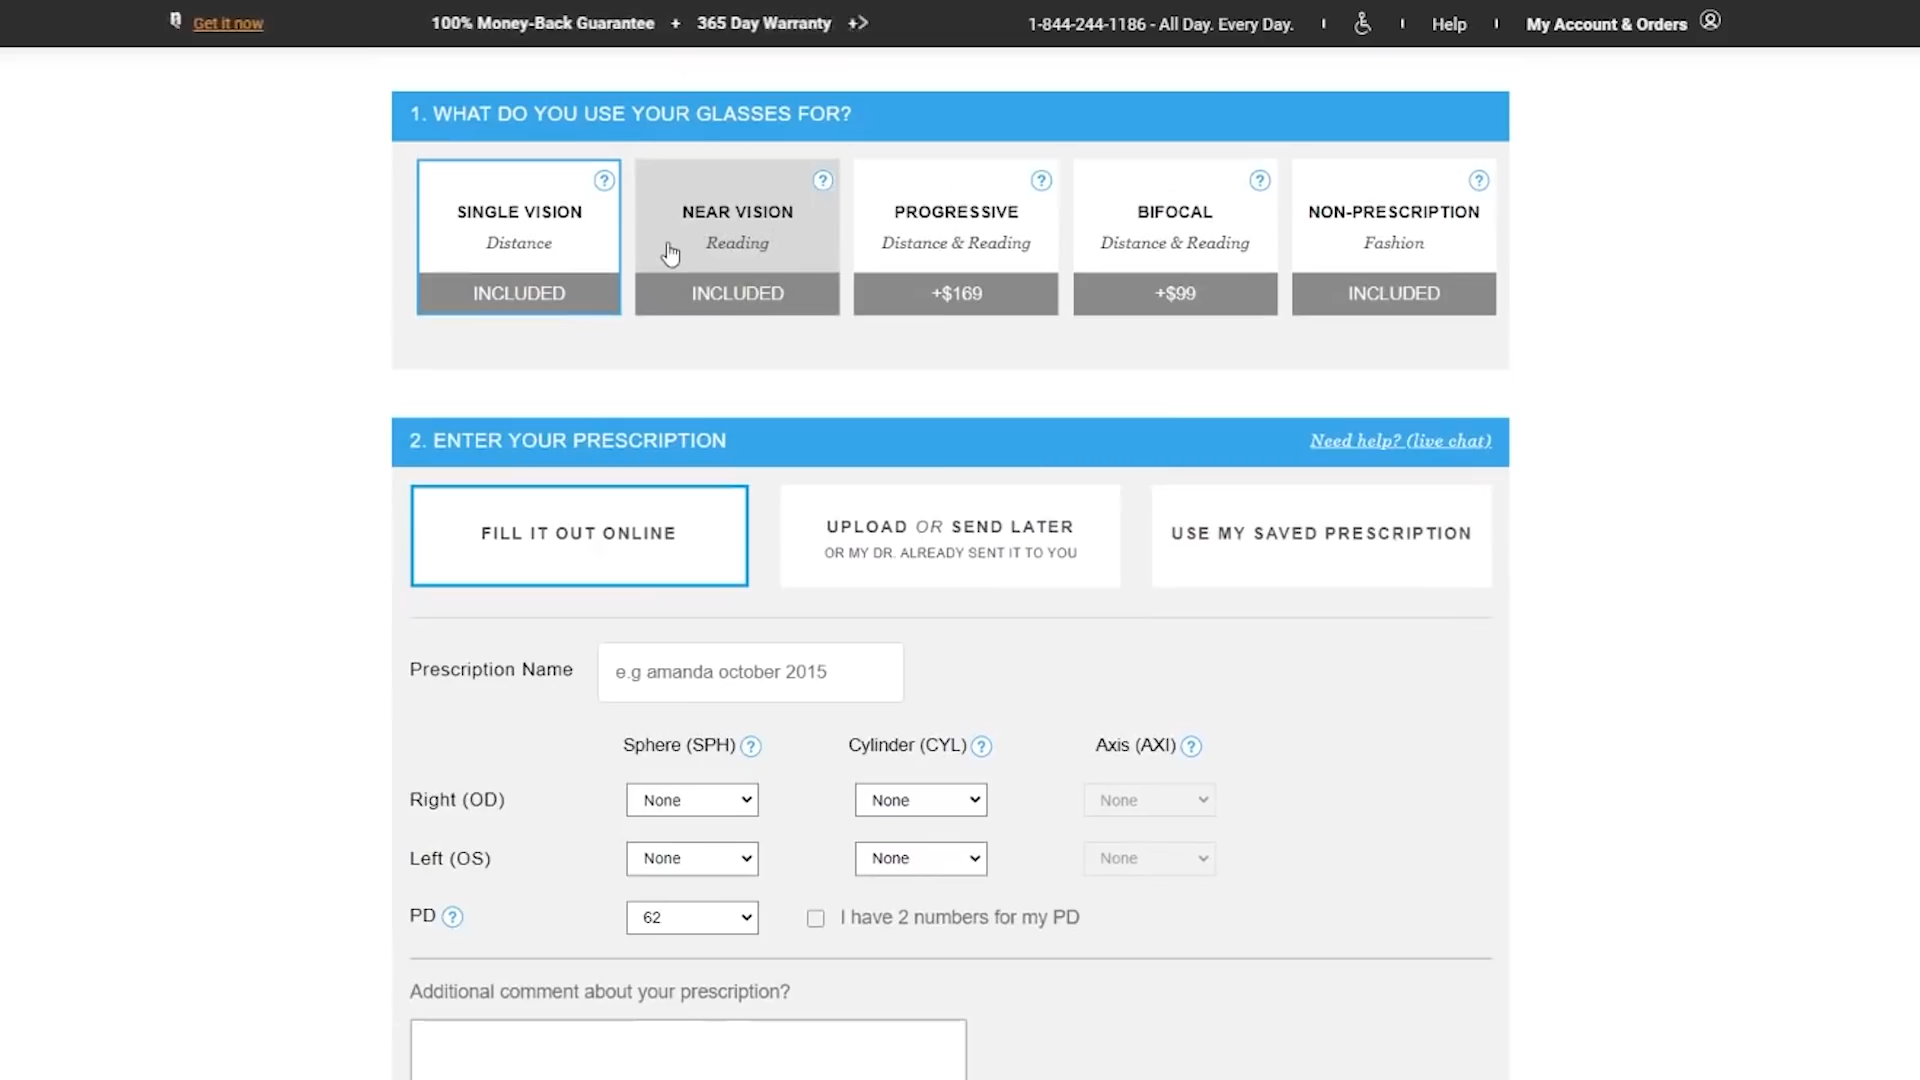 Get it now 100% Money-Back Guarantee + 365 Day Warranty +> 1-844-244-1186 - All Day. Every Day. Help My Account & Orders
1. WHAT DO YOU USE YOUR GLASSES FOR?
? ? ? ? ?
SINGLE VISION NEAR VISION PROGRESSIVE BIFOCAL NON-PRESCRIPTION
Distance Reading Distance & Reading Distance & Reading Fashion
INCLUDED INCLUDED +$169 +$99 INCLUDED
2. ENTER YOUR PRESCRIPTION Need help? (live chat)
FILL IT OUT ONLINE UPLOAD OR SEND LATER USE MY SAVED PRESCRIPTION
OR MY DR. ALREADY SENT IT TO YOU
Prescription Name e.g amanda october 2015
Sphere (SPH) ? Cylinder (CYL) ? Axis (AXI) ?
Right (OD) None None None
Left (OS) None None None
PD ? 62 I have 2 numbers for my PD
Additional comment about your prescription?